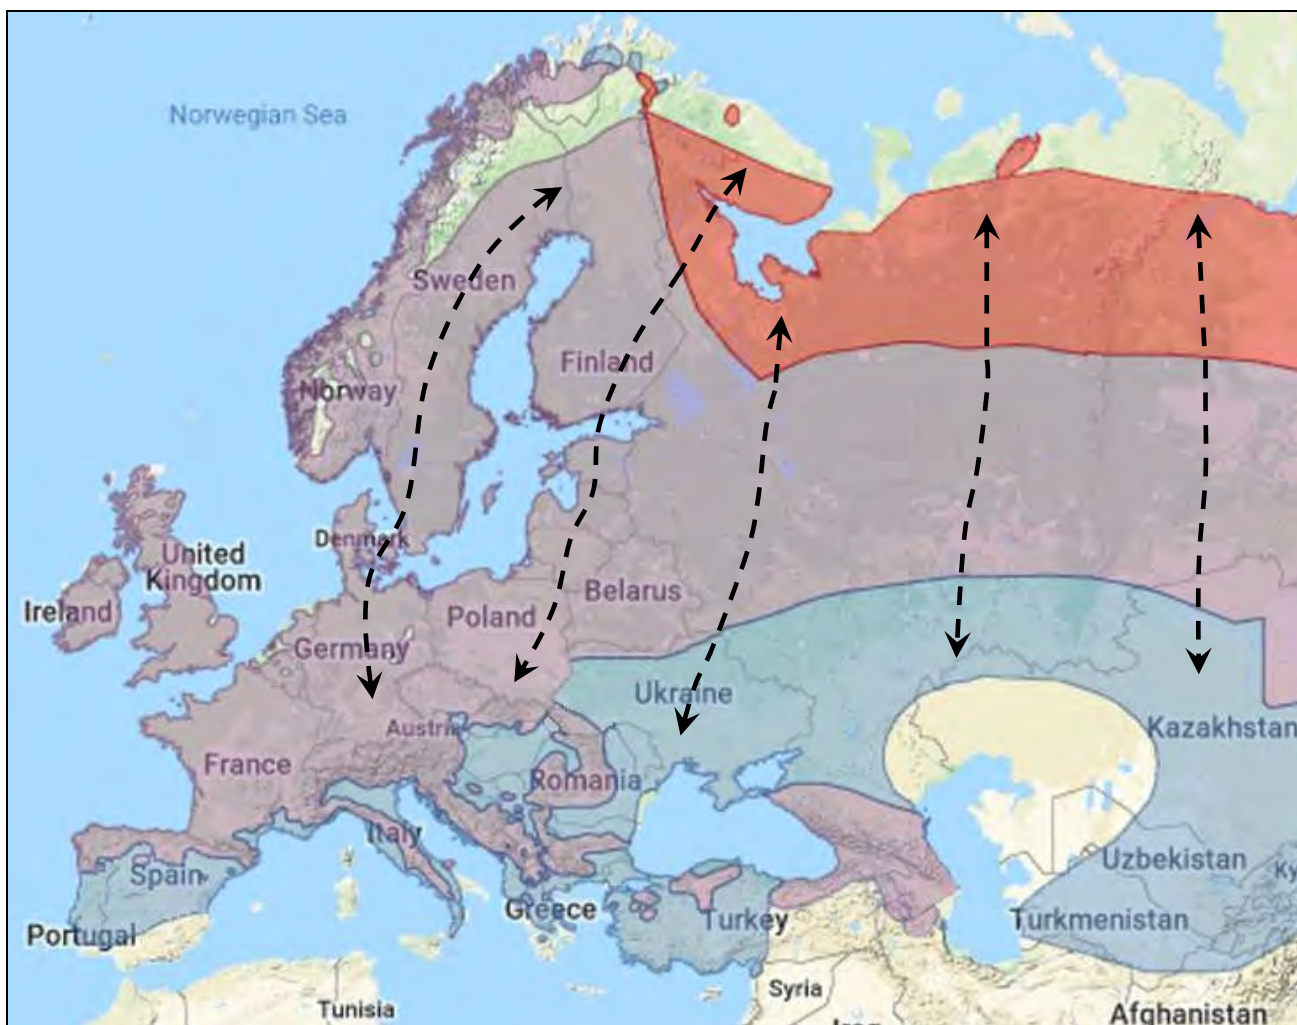 Norwegian Sea
Sweden
Finland
Norway
United
Kingdom
Denmark
Ireland
Belarus
Poland
Germany
Ukraine
Austria
Kazakhstan
France
Romania
Italy
Uzbekistan
Spain
Ky
Greece
Turkey
Turkmenistan
Portugal
Syria
Tunisia
Afghanistan